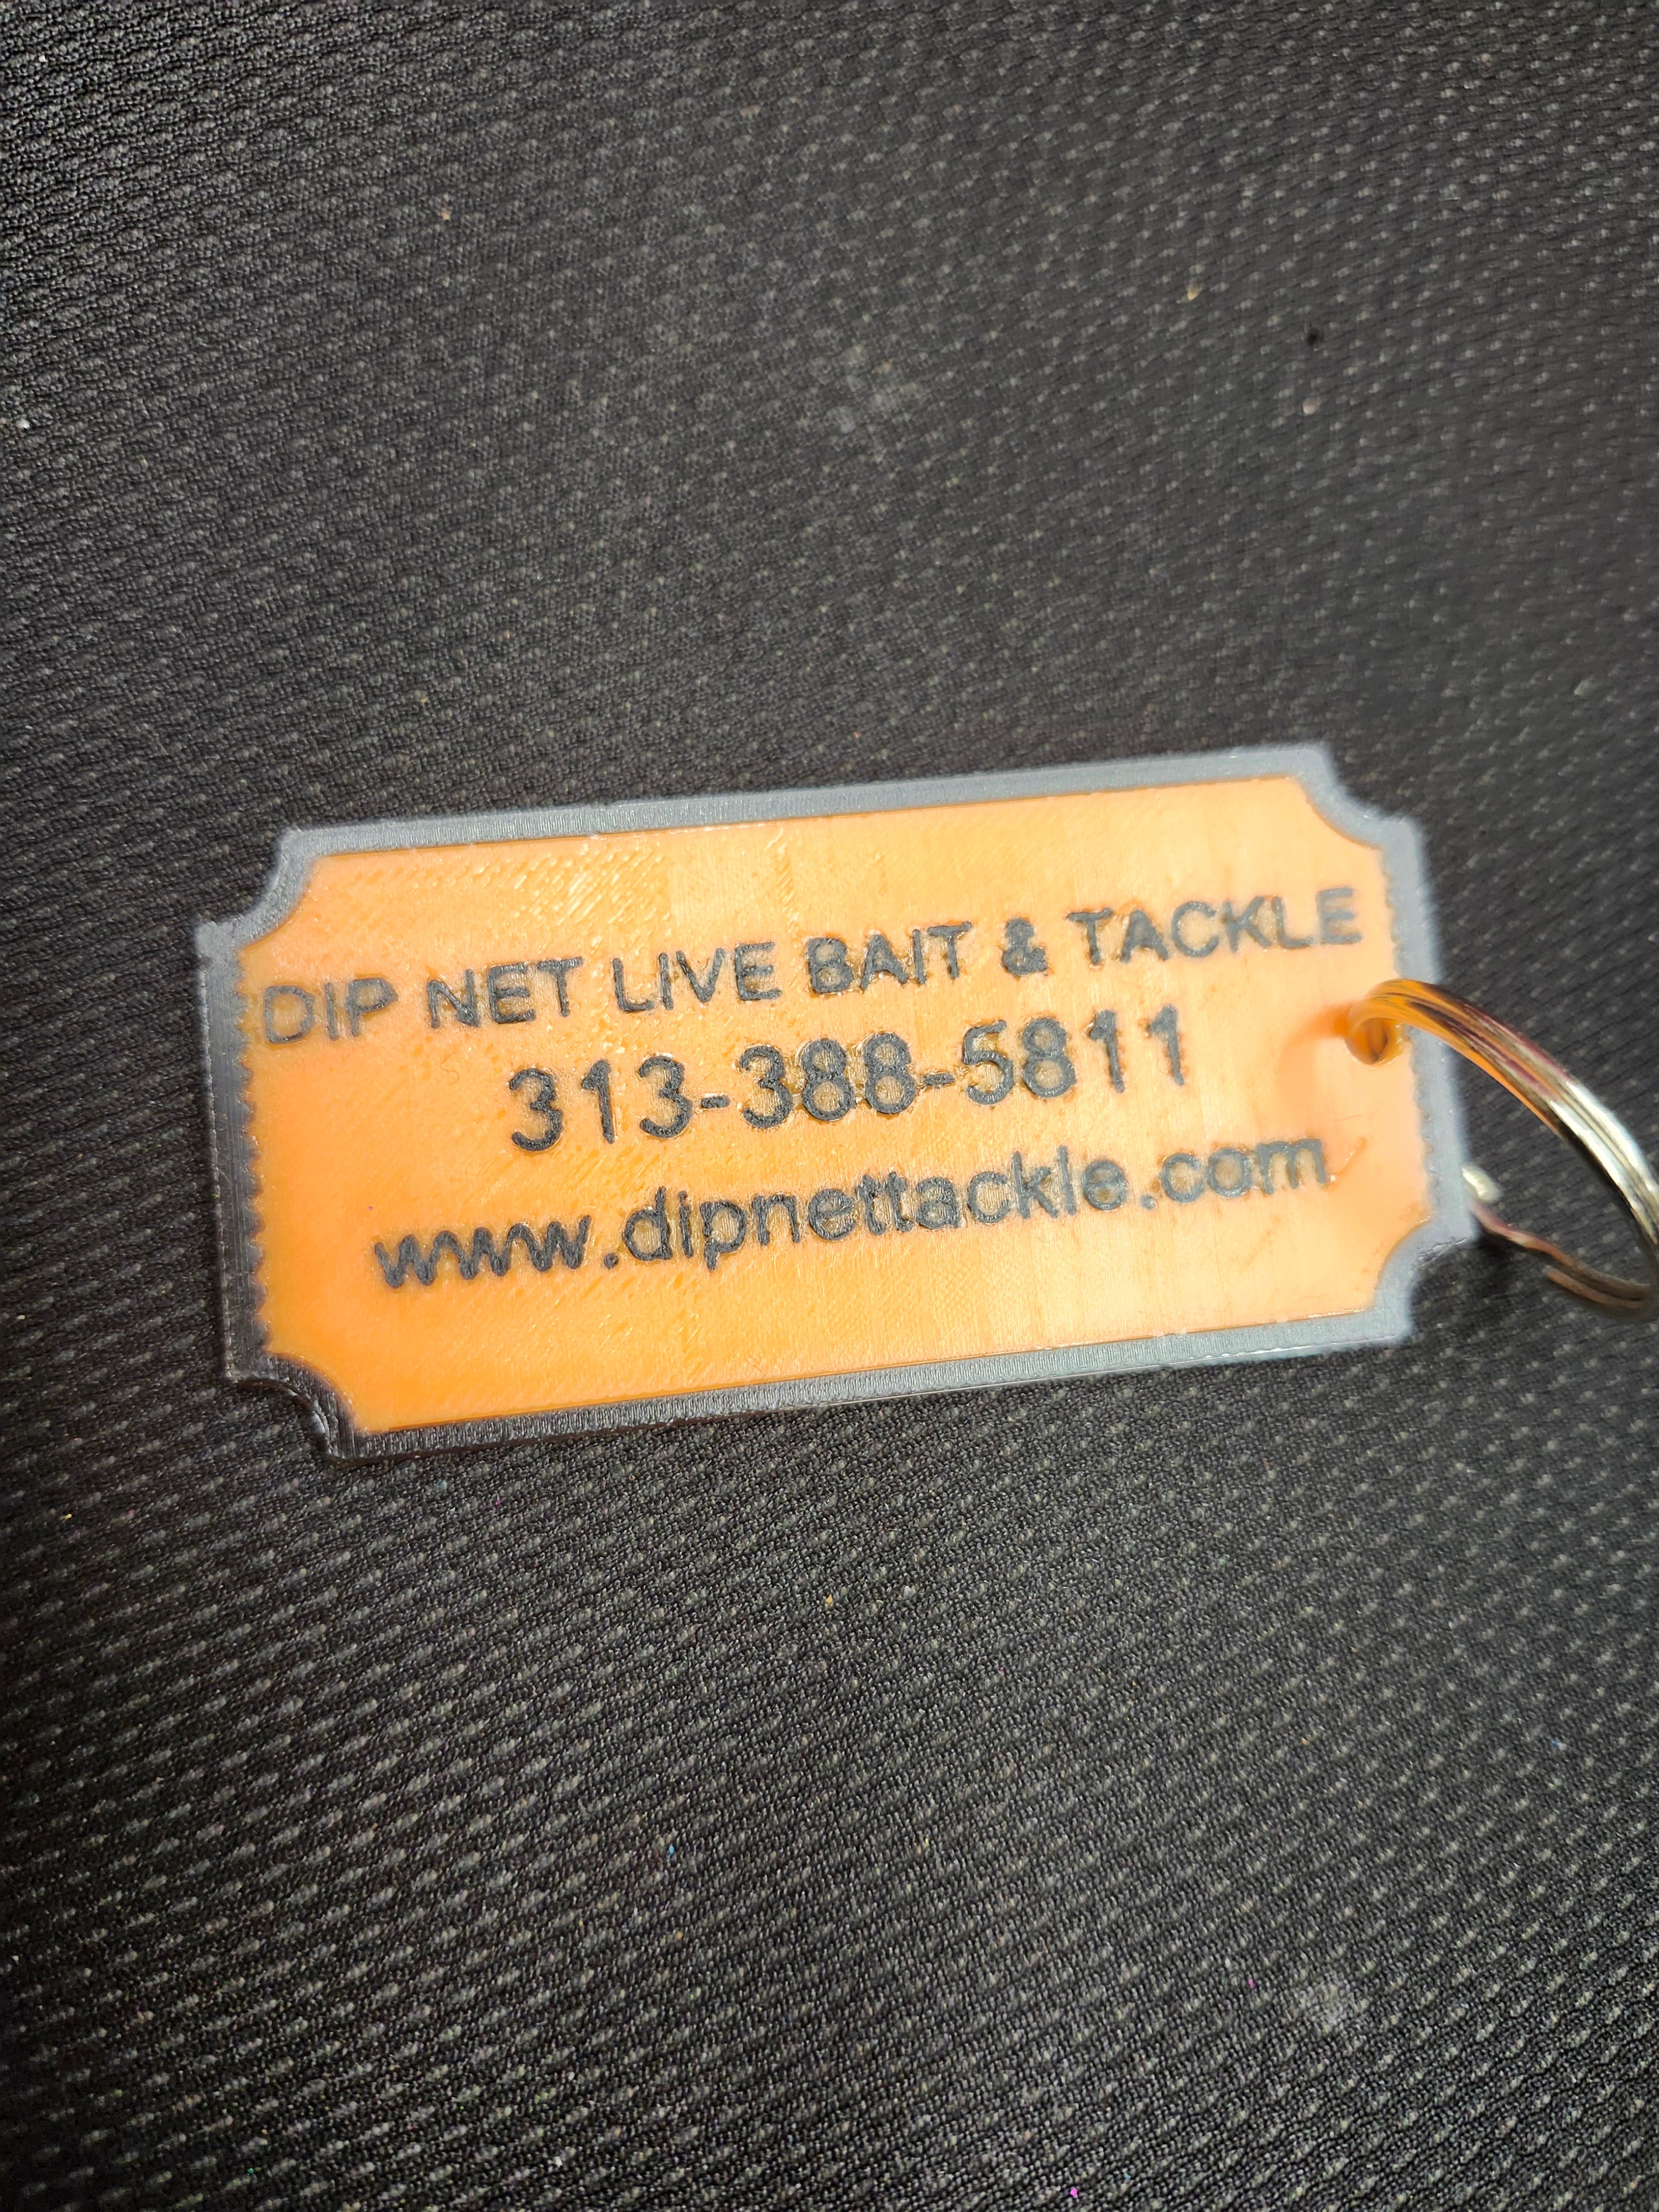 DIP NET LIVE BAIT & TACKLE
313-388-5811
www.dipnettackle.com